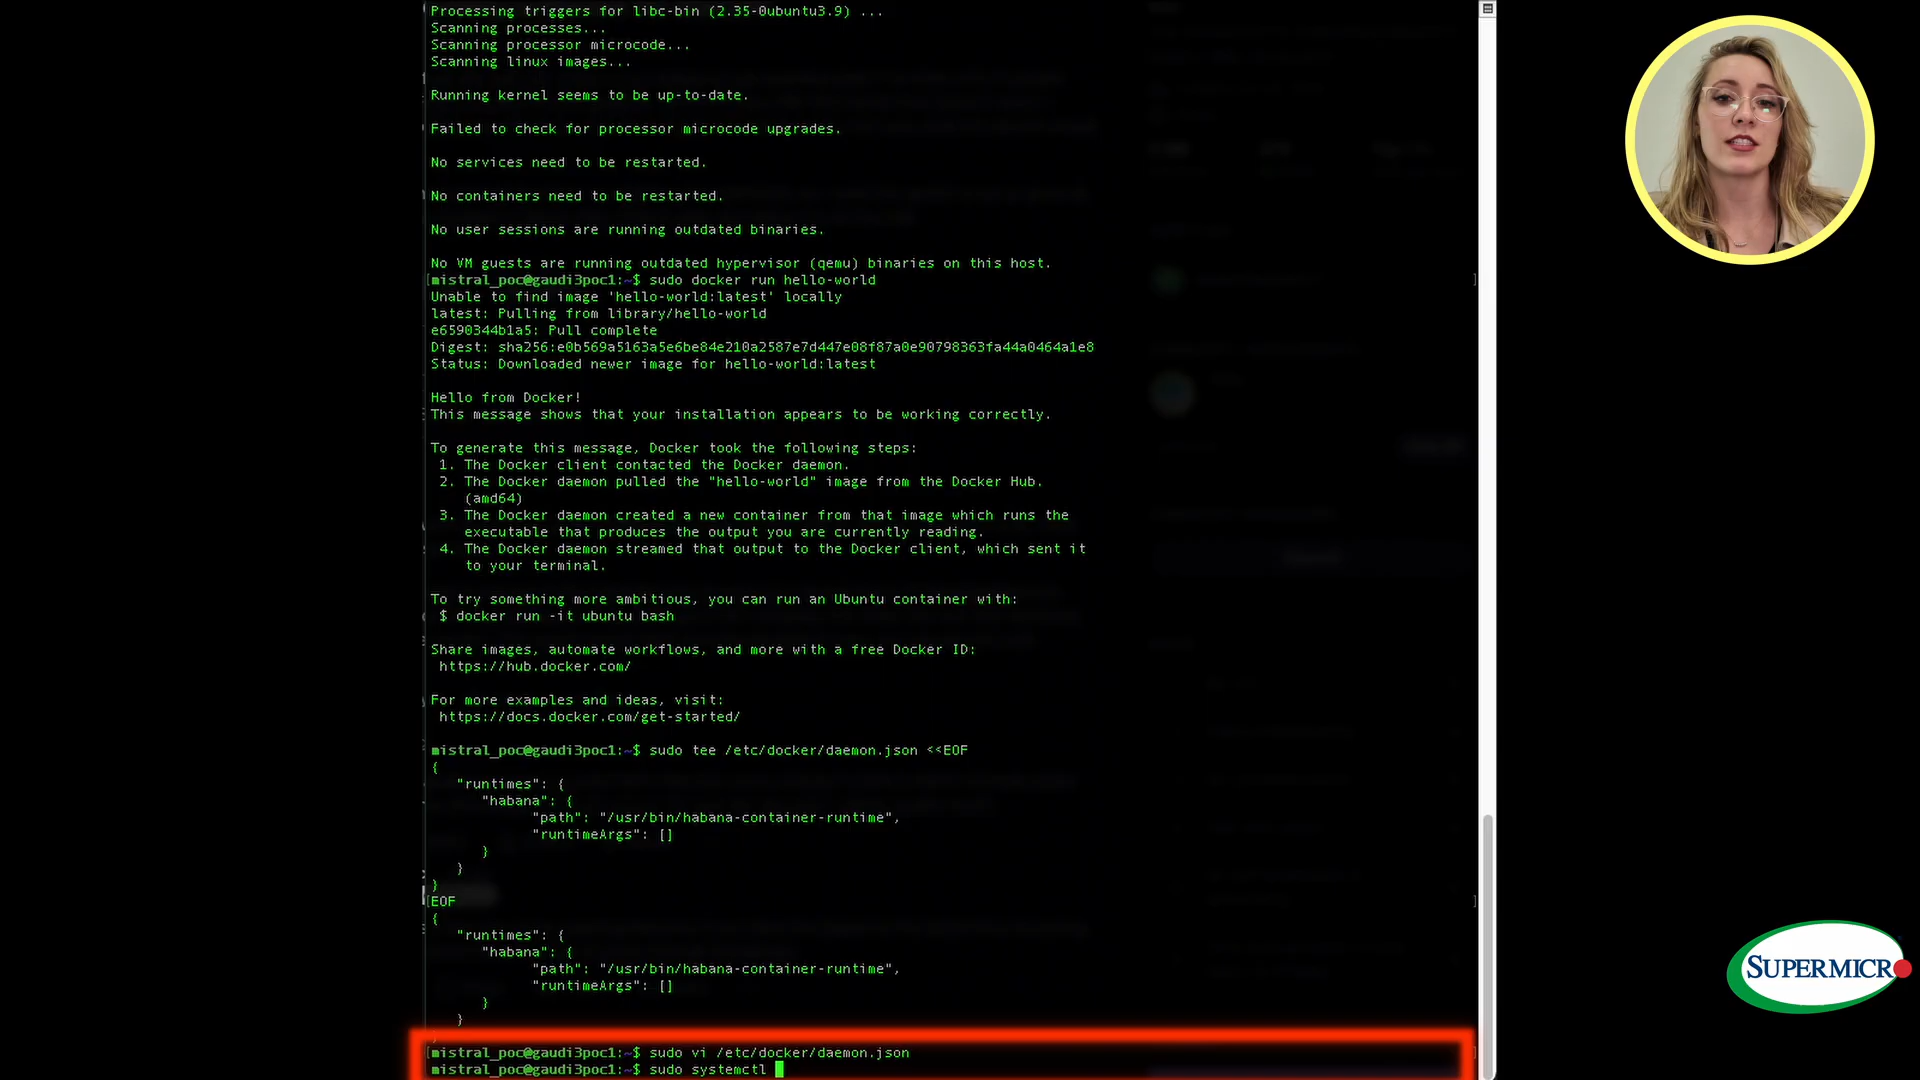 Processing triggers for libc-bin (2.35-0ubuntu3.9) ...
Scanning processes...
Scanning processor microcode...
Scanning linux images...
Running kernel seems to be up-to-date.
Failed to check for processor microcode upgrades.
No services need to be restarted.
No containers need to be restarted.
No user sessions are running outdated binaries.
No VM guests are running outdated hypervisor (qemu) binaries on this host.
[mistral_poc@gaudi3poc1:~$ sudo docker run hello-world ]
Unable to find image 'hello-world:latest' locally
latest: Pulling from library/hello-world
e6590344b1a5: Pull complete
Digest: sha256:e0b569a5163a5e6be84e210a2587e7d447e08f87a0e90798363fa44a0464a1e8
Status: Downloaded newer image for hello-world:latest
Hello from Docker!
This message shows that your installation appears to be working correctly.
To generate this message, Docker took the following steps:
1. The Docker client contacted the Docker daemon.
2. The Docker daemon pulled the "hello-world" image from the Docker Hub.
(amd64)
3. The Docker daemon created a new container from that image which runs the
executable that produces the output you are currently reading.
4. The Docker daemon streamed that output to the Docker client, which sent it
to your terminal.
To try something more ambitious, you can run an Ubuntu container with:
$ docker run -it ubuntu bash
Share images, automate workflows, and more with a free Docker ID:
https://hub.docker.com/
For more examples and ideas, visit:
https://docs.docker.com/get-started/
mistral_poc@gaudi3poc1:~$ sudo tee /etc/docker/daemon.json <<EOF
{
"runtimes": {
"habana": {
"path": "/usr/bin/habana-container-runtime",
"runtimeArgs": []
}
}
}
[EOF ]
{
"runtimes": {
"habana": {
"path": "/usr/bin/habana-container-runtime",
"runtimeArgs": []
}
}
[mistral_poc@gaudi3poc1:~$ sudo vi /etc/docker/daemon.json ]
mistral_poc@gaudi3poc1:~$ sudo systemctl
SUPERMICR